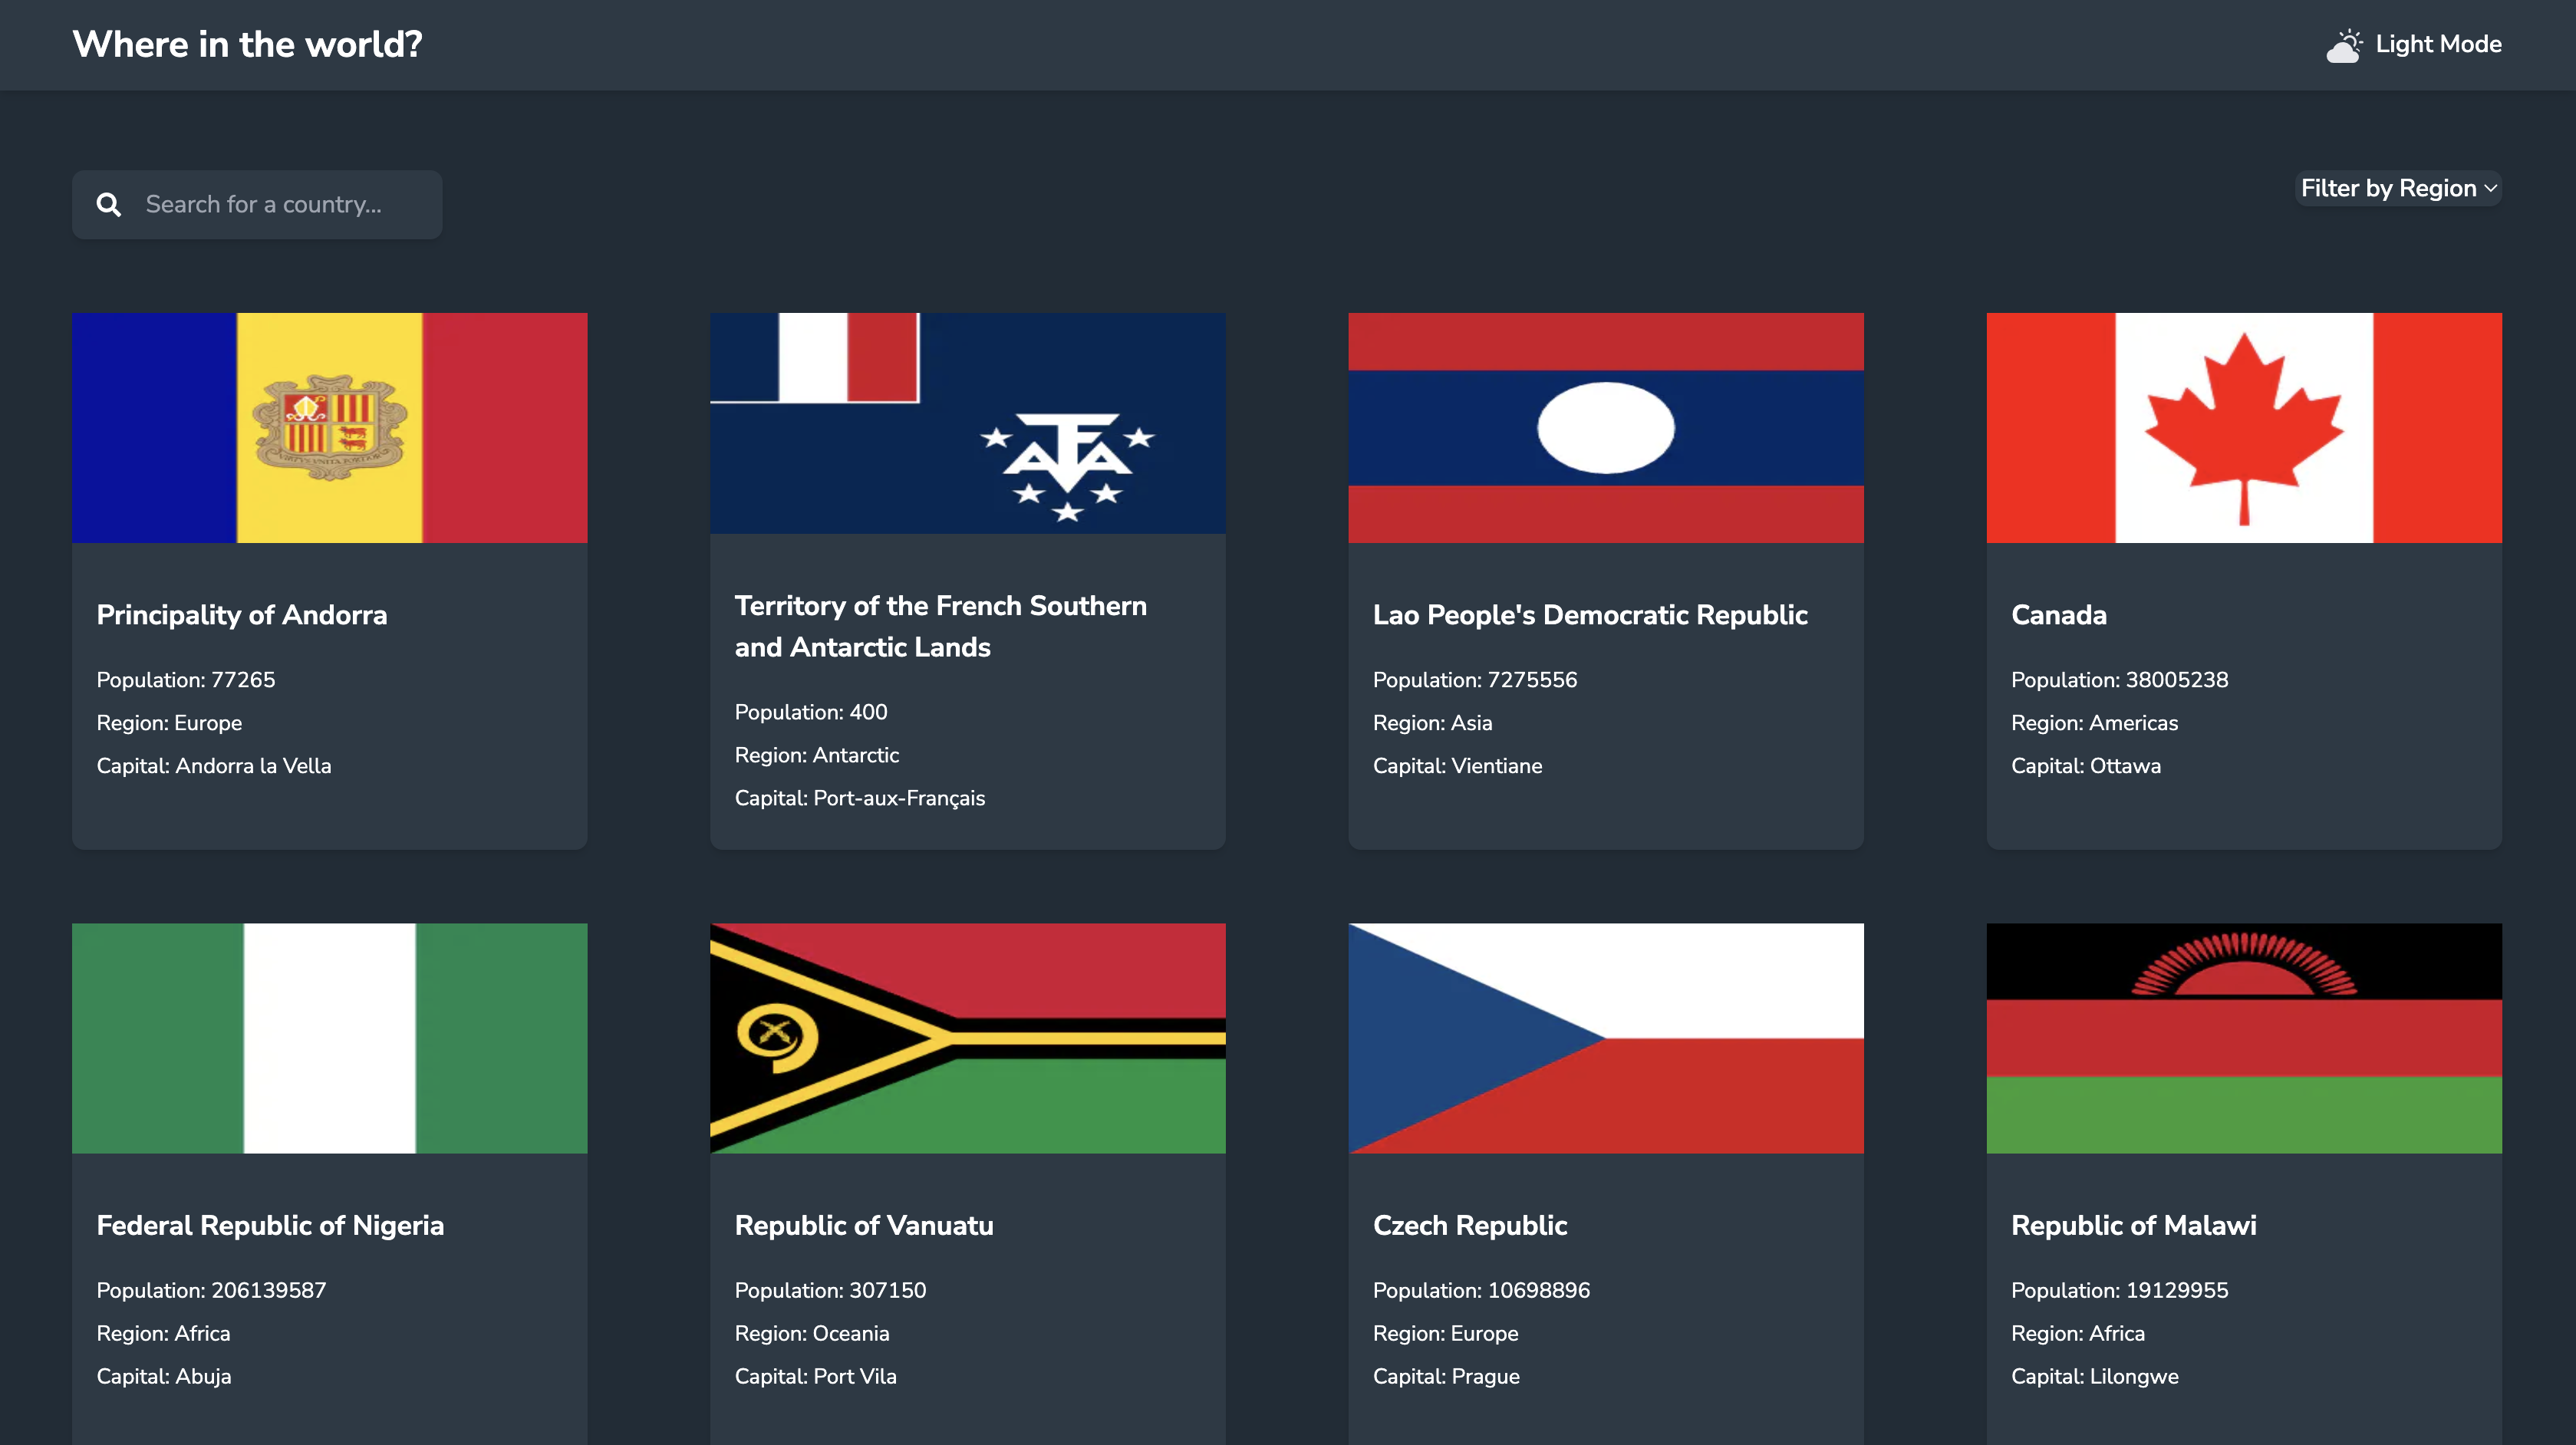 Where in the world?
Light Mode
Search for a country...
Filter by Region
Principality of Andorra
Population: 77265
Region: Europe
Capital: Andorra la Vella
Territory of the French Southern
and Antarctic Lands
Population: 400
Region: Antarctic
Capital: Port-aux-Français
Lao People's Democratic Republic
Population: 7275556
Region: Asia
Capital: Vientiane
Canada
Population: 38005238
Region: Americas
Capital: Ottawa
Federal Republic of Nigeria
Population: 206139587
Region: Africa
Capital: Abuja
Republic of Vanuatu
Population: 307150
Region: Oceania
Capital: Port Vila
Czech Republic
Population: 10698896
Region: Europe
Capital: Prague
Republic of Malawi
Population: 19129955
Region: Africa
Capital: Lilongwe